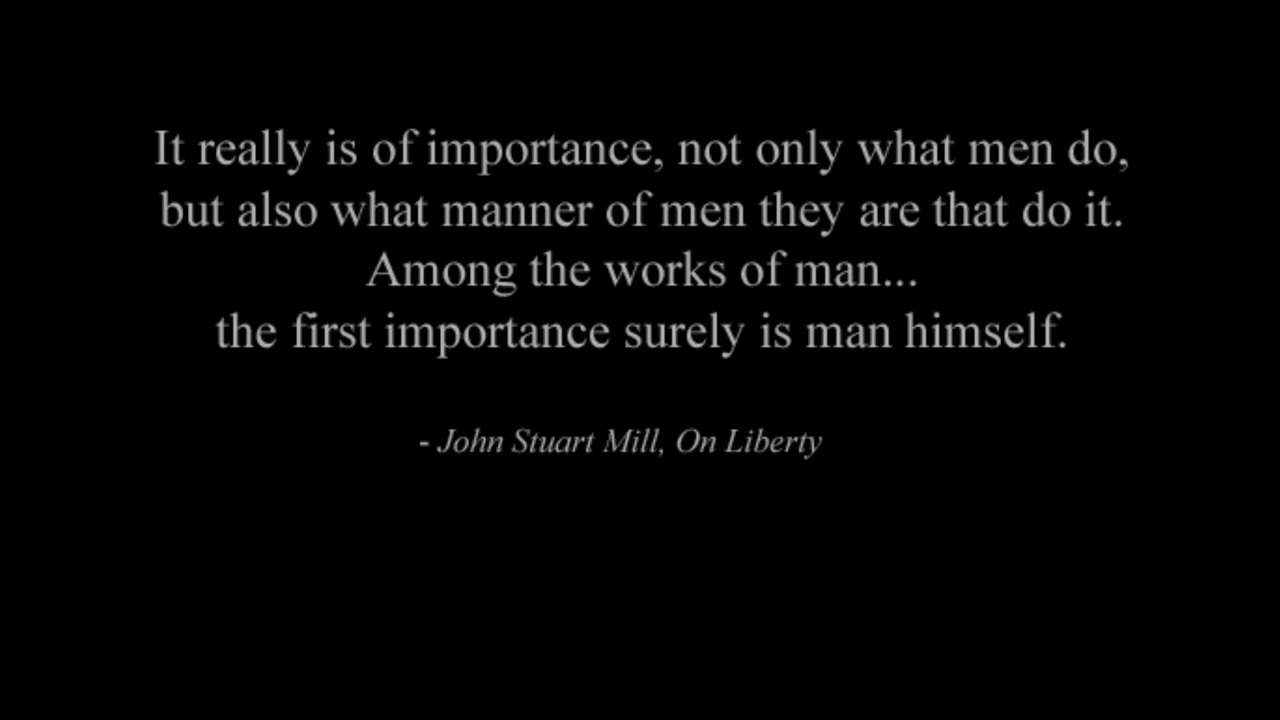 It really is of importance, not only what men do,
but also what manner of men they are that do it.
Among the works of man...
the first importance surely is man himself.
- John Stuart Mill, On Liberty